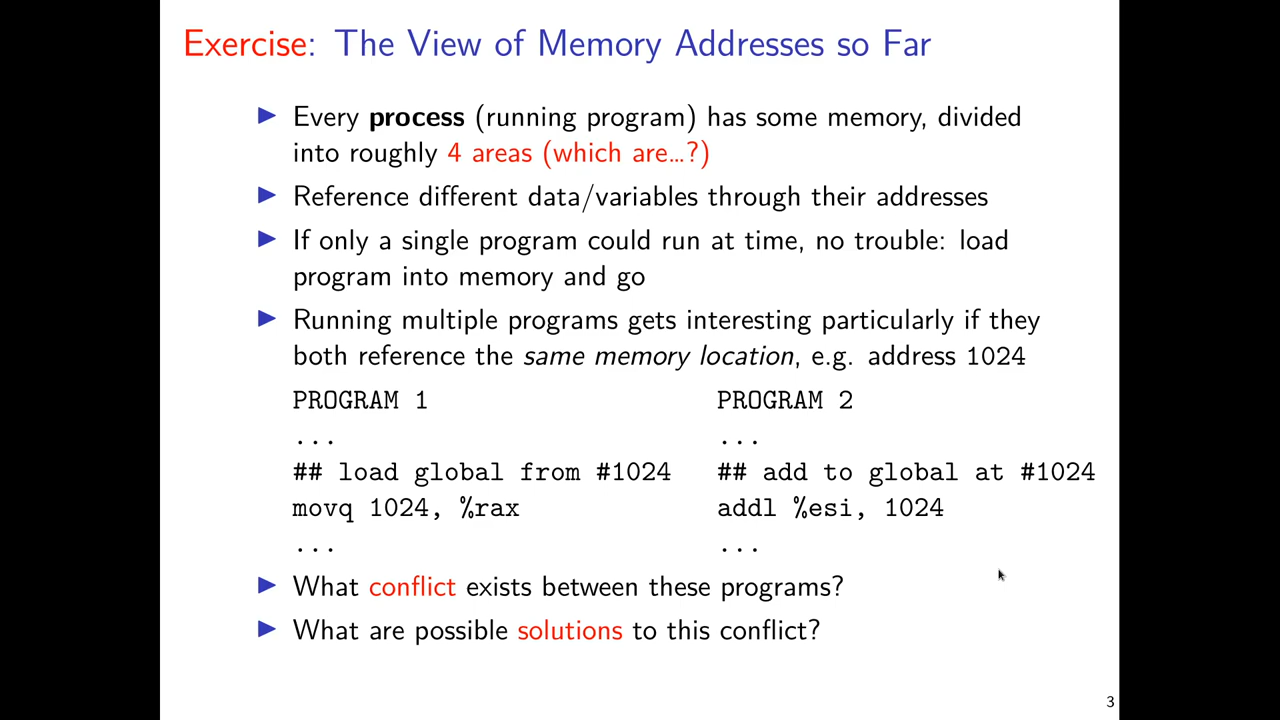 Exercise: The View of Memory Addresses so Far
▶ Every process (running program) has some memory, divided
into roughly 4 areas (which are…?)
▶ Reference different data/variables through their addresses
▶ If only a single program could run at time, no trouble: load
program into memory and go
▶ Running multiple programs gets interesting particularly if they
both reference the same memory location, e.g. address 1024
PROGRAM 1 PROGRAM 2
... ...
## load global from #1024 ## add to global at #1024
movq 1024, %rax addl %esi, 1024
... ...
▶ What conflict exists between these programs?
▶ What are possible solutions to this conflict?
3